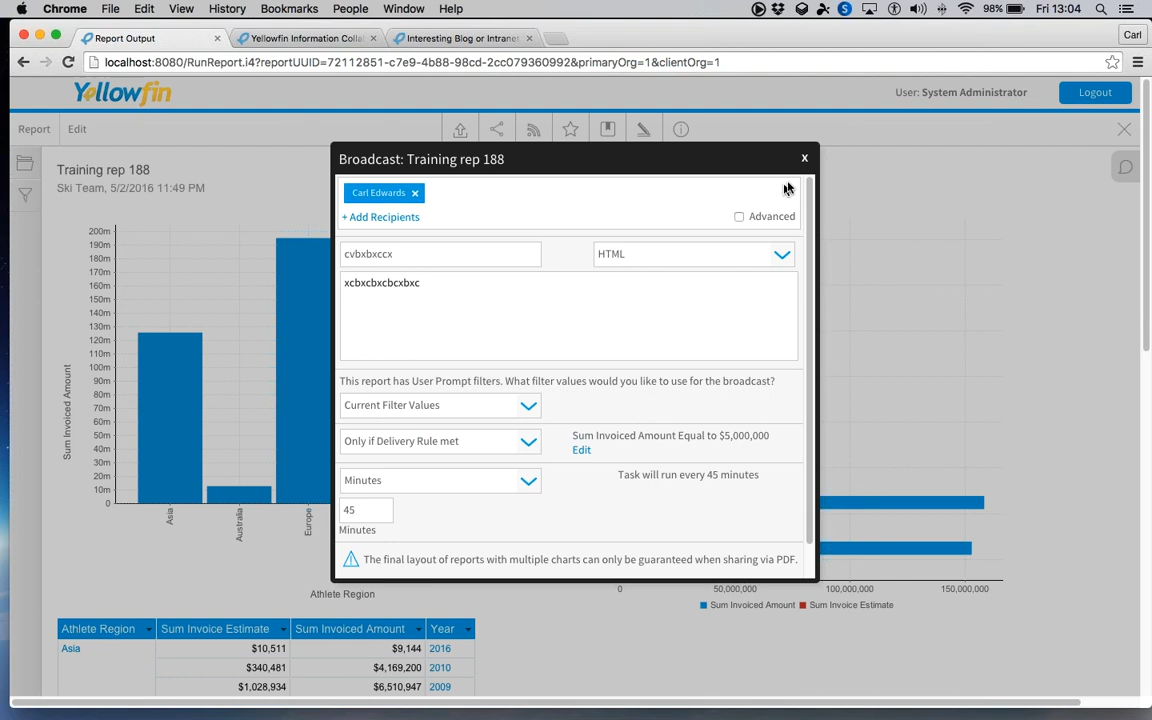 Chrome File Edit View History Bookmarks People Window Help 98% Fri 13:04
Report Output Yellowfin Information Colla Interesting Blog or Intranet Carl
localhost:8080/RunReport.i4?reportUUID=72112851-c7e9-4b88-98cd-2cc079360992&primaryOrg=1&clientOrg=1
Yellowfin User: System Administrator Logout
Report Edit
Training rep 188
Ski Team, 5/2/2016 11:49 PM
Broadcast: Training rep 188 x
Carl Edwards ×
+ Add Recipients Advanced
cvbxbxccx HTML
xcbxcbxcbcxbxc
This report has User Prompt filters. What filter values would you like to use for the broadcast?
Current Filter Values
Only if Delivery Rule met Sum Invoiced Amount Equal to $5,000,000
Edit
Minutes Task will run every 45 minutes
45
Minutes
The final layout of reports with multiple charts can only be guaranteed when sharing via PDF.
200m
190m
180m
170m
160m
150m
140m
130m
120m
110m
100m
90m
80m
70m
60m
50m
40m
30m
20m
10m
0
Sum Invoiced Amount
Asia
Australia
Europe
Athlete Region
0 50,000,000 100,000,000 150,000,000
Sum Invoiced Amount Sum Invoice Estimate
Athlete Region Sum Invoice Estimate Sum Invoiced Amount Year
Asia $10,511 $9,144 2016
$340,481 $4,169,200 2010
$1,028,934 $6,510,947 2009